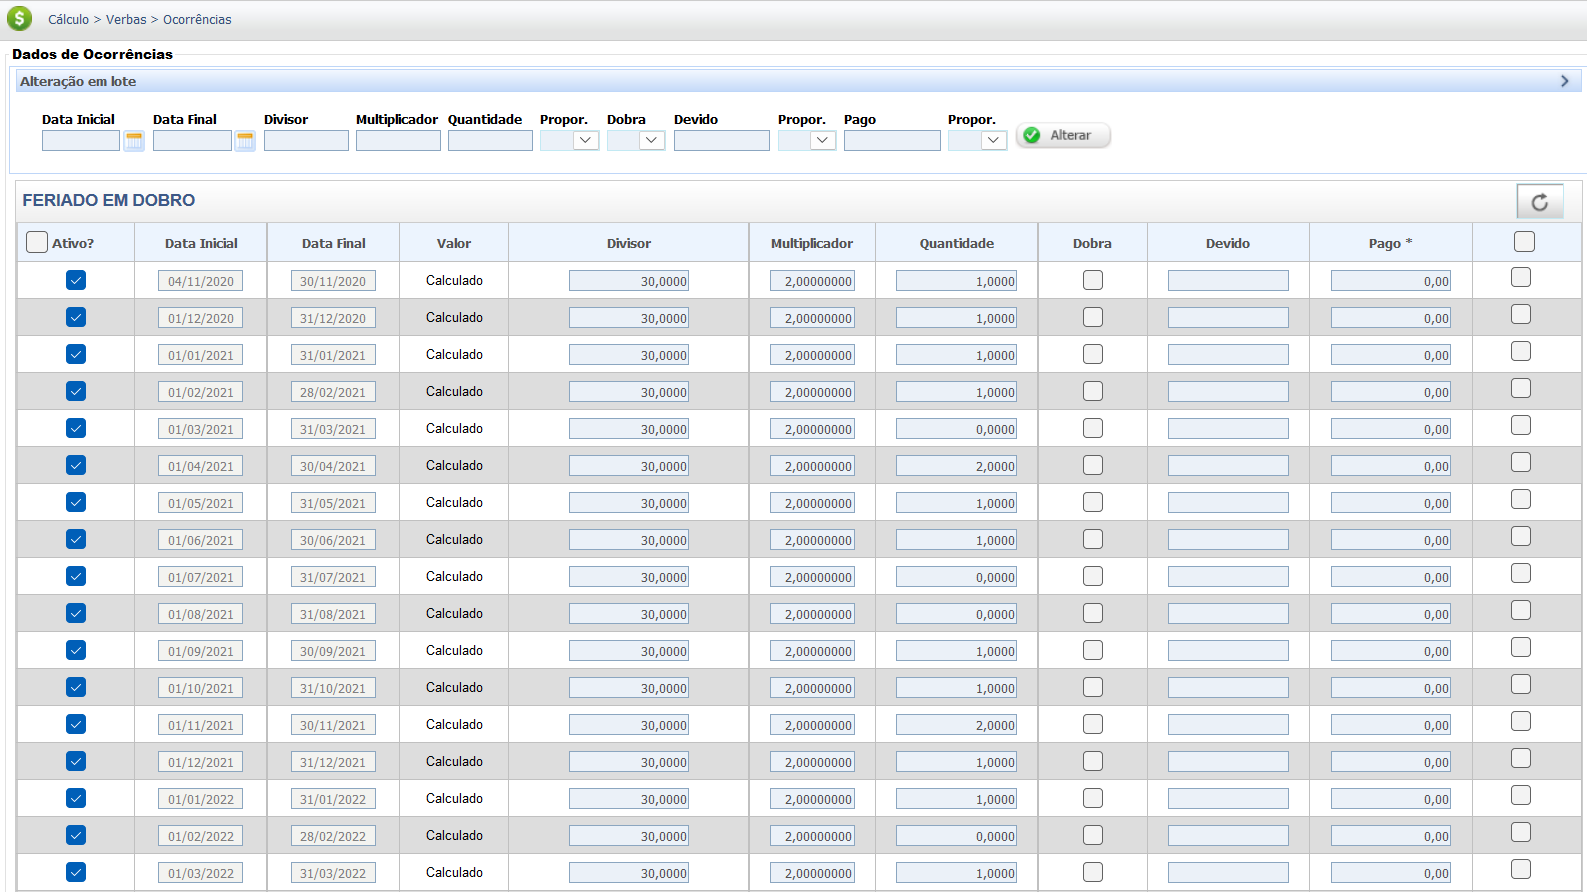 Cálculo > Verbas > Ocorrências
Dados de Ocorrências
Alteração em lote
Data Inicial Data Final Divisor Multiplicador Quantidade Propor. Dobra Devido Propor. Pago Propor.
Alterar
FERIADO EM DOBRO
Ativo? Data Inicial Data Final Valor Divisor Multiplicador Quantidade Dobra Devido Pago *
04/11/2020 30/11/2020 Calculado 30,0000 2,00000000 1,0000 0,00
01/12/2020 31/12/2020 Calculado 30,0000 2,00000000 1,0000 0,00
01/01/2021 31/01/2021 Calculado 30,0000 2,00000000 1,0000 0,00
01/02/2021 28/02/2021 Calculado 30,0000 2,00000000 1,0000 0,00
01/03/2021 31/03/2021 Calculado 30,0000 2,00000000 0,0000 0,00
01/04/2021 30/04/2021 Calculado 30,0000 2,00000000 2,0000 0,00
01/05/2021 31/05/2021 Calculado 30,0000 2,00000000 1,0000 0,00
01/06/2021 30/06/2021 Calculado 30,0000 2,00000000 1,0000 0,00
01/07/2021 31/07/2021 Calculado 30,0000 2,00000000 0,0000 0,00
01/08/2021 31/08/2021 Calculado 30,0000 2,00000000 0,0000 0,00
01/09/2021 30/09/2021 Calculado 30,0000 2,00000000 1,0000 0,00
01/10/2021 31/10/2021 Calculado 30,0000 2,00000000 1,0000 0,00
01/11/2021 30/11/2021 Calculado 30,0000 2,00000000 2,0000 0,00
01/12/2021 31/12/2021 Calculado 30,0000 2,00000000 1,0000 0,00
01/01/2022 31/01/2022 Calculado 30,0000 2,00000000 1,0000 0,00
01/02/2022 28/02/2022 Calculado 30,0000 2,00000000 0,0000 0,00
01/03/2022 31/03/2022 Calculado 30,0000 2,00000000 1,0000 0,00